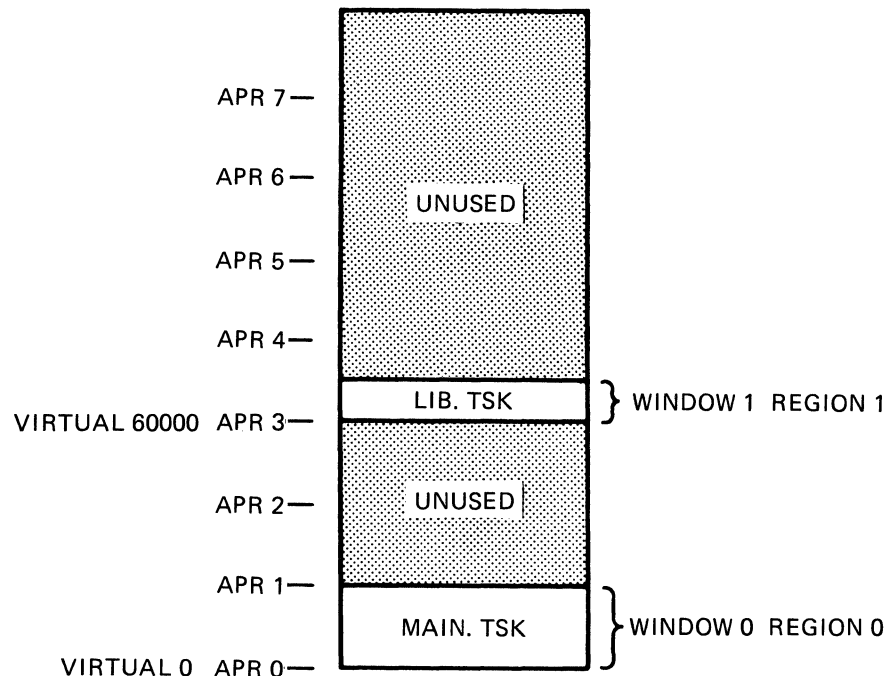 APR 7
APR 6
UNUSED
APR 5
APR 4
LIB. TSK } WINDOW 1 REGION 1
VIRTUAL 60000 APR 3
APR 2 UNUSED
APR 1
MAIN. TSK } WINDOW 0 REGION 0
VIRTUAL 0 APR 0